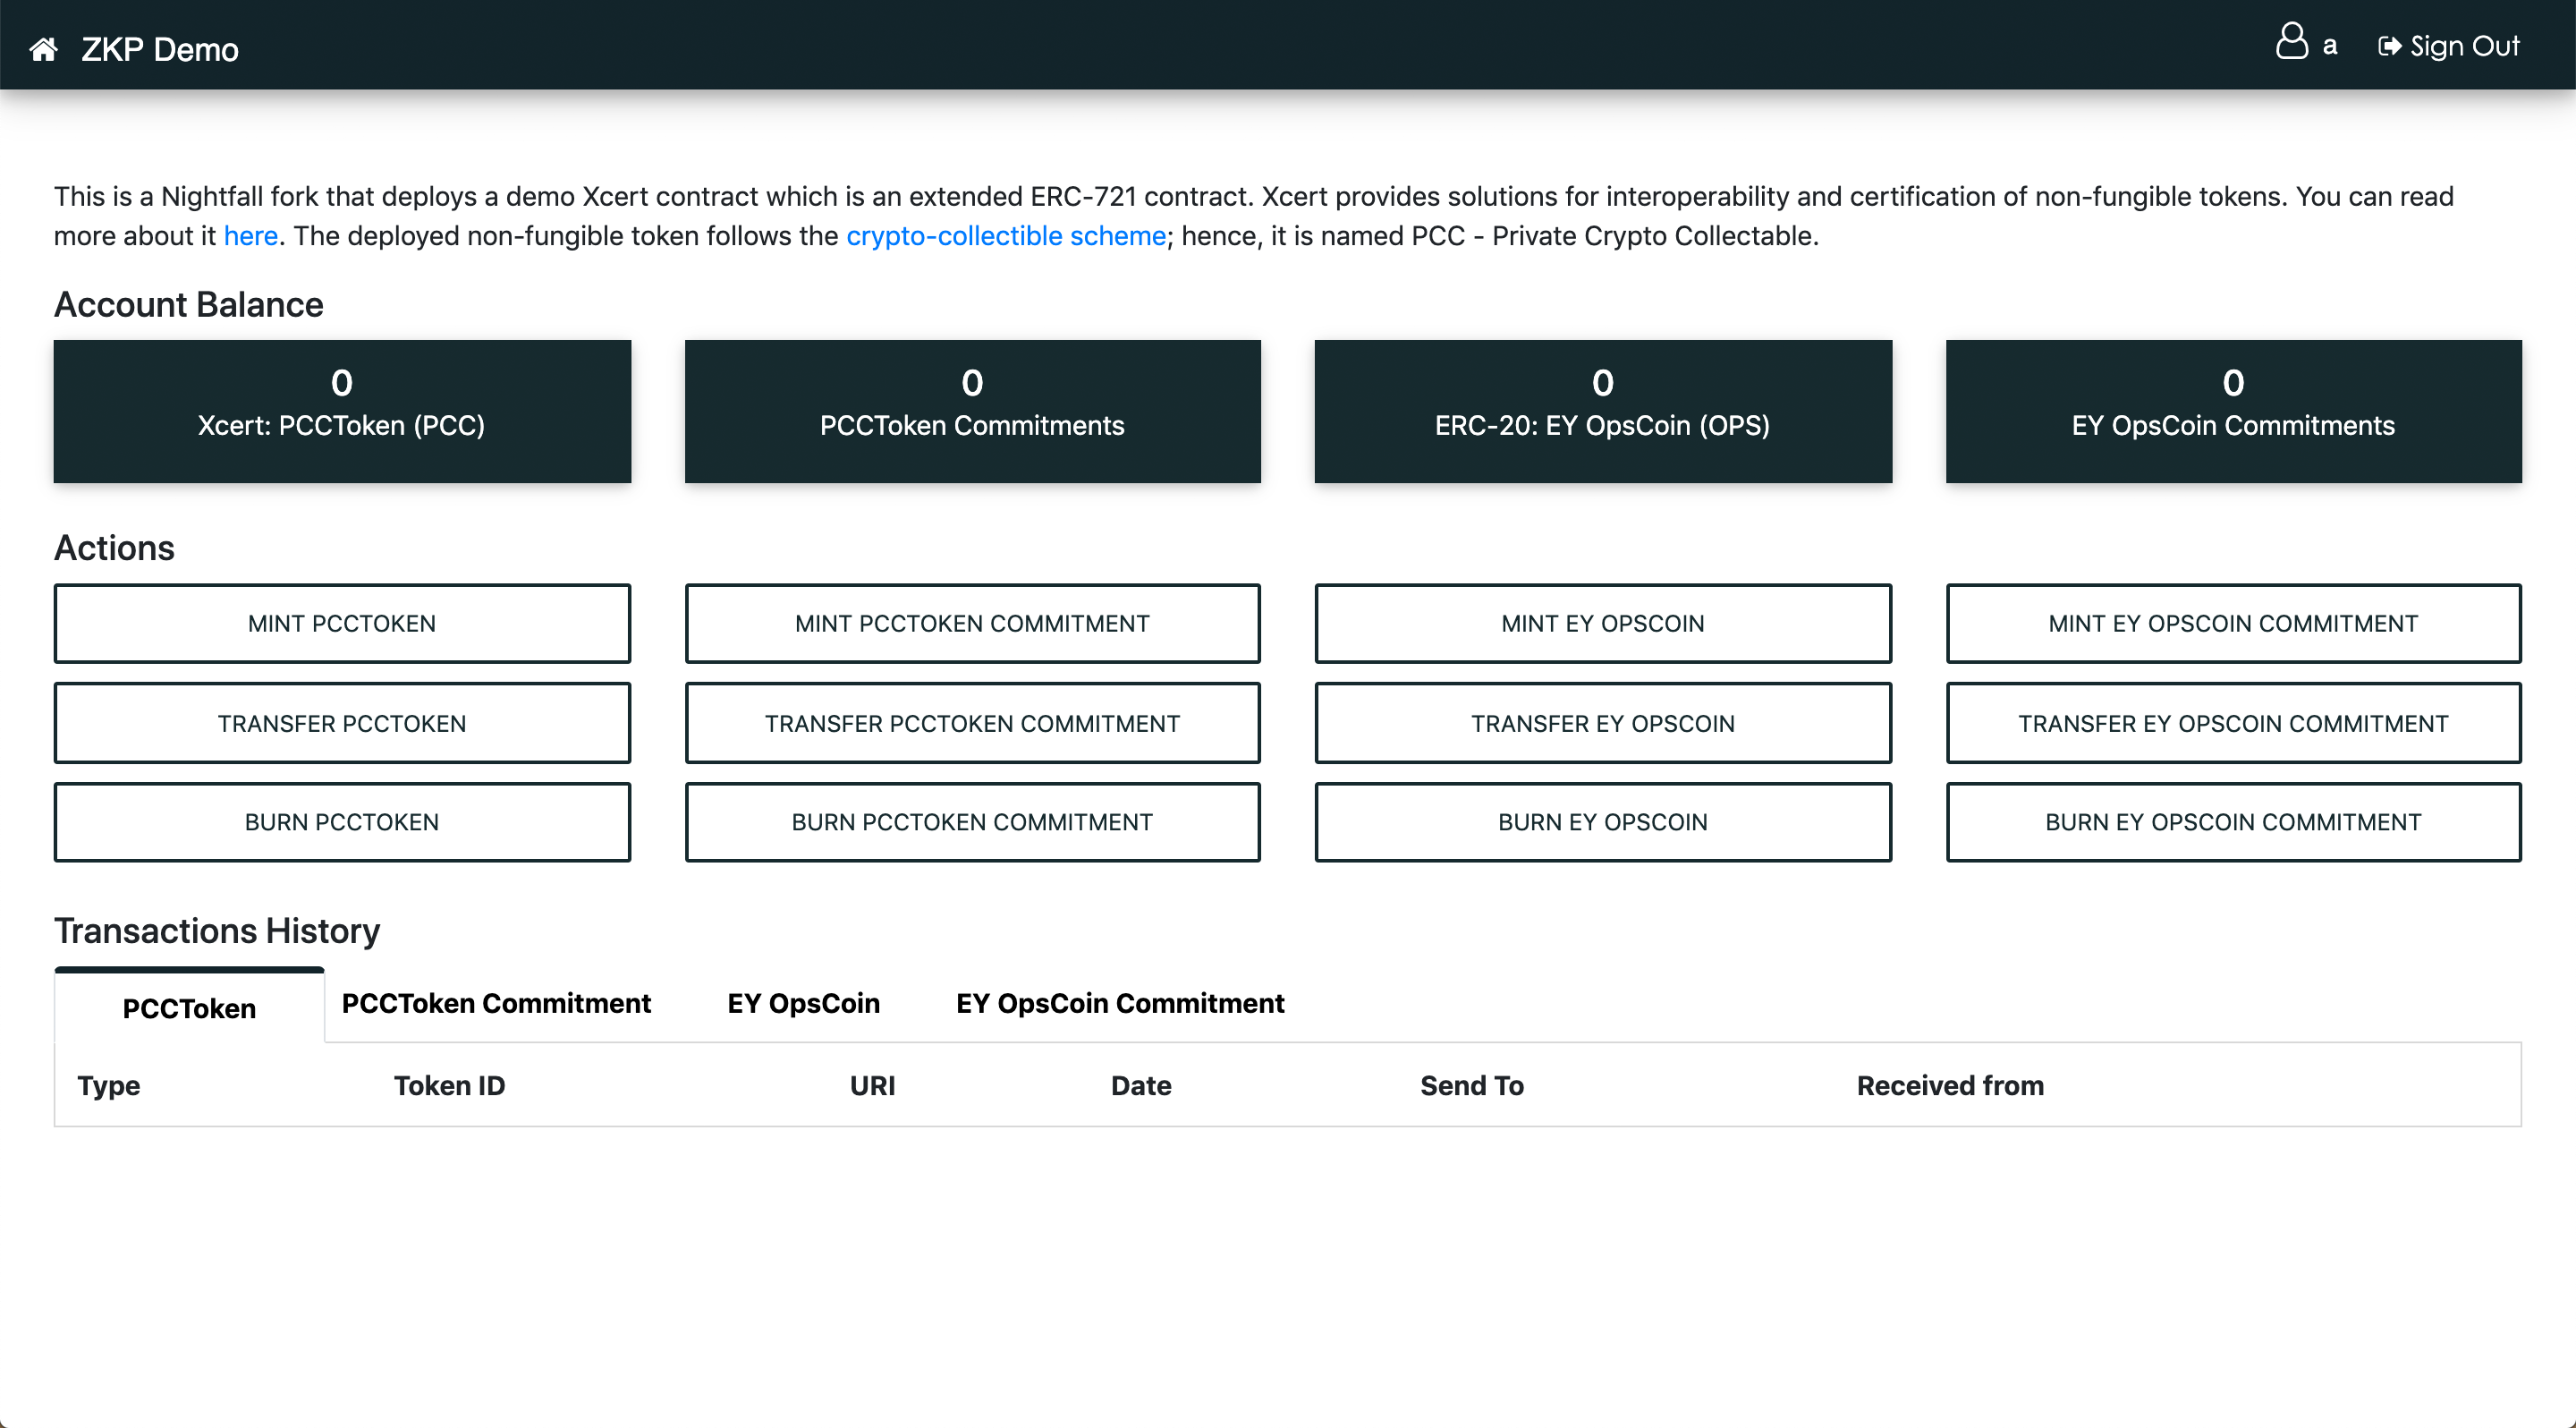 ZKP Demo
a
Sign Out
This is a Nightfall fork that deploys a demo Xcert contract which is an extended ERC-721 contract. Xcert provides solutions for interoperability and certification of non-fungible tokens. You can read
more about it here. The deployed non-fungible token follows the crypto-collectible scheme; hence, it is named PCC - Private Crypto Collectable.
Account Balance
0
Xcert: PCCToken (PCC)
0
PCCToken Commitments
0
ERC-20: EY OpsCoin (OPS)
0
EY OpsCoin Commitments
Actions
MINT PCCTOKEN
MINT PCCTOKEN COMMITMENT
MINT EY OPSCOIN
MINT EY OPSCOIN COMMITMENT
TRANSFER PCCTOKEN
TRANSFER PCCTOKEN COMMITMENT
TRANSFER EY OPSCOIN
TRANSFER EY OPSCOIN COMMITMENT
BURN PCCTOKEN
BURN PCCTOKEN COMMITMENT
BURN EY OPSCOIN
BURN EY OPSCOIN COMMITMENT
Transactions History
PCCToken
PCCToken Commitment
EY OpsCoin
EY OpsCoin Commitment
Type
Token ID
URI
Date
Send To
Received from